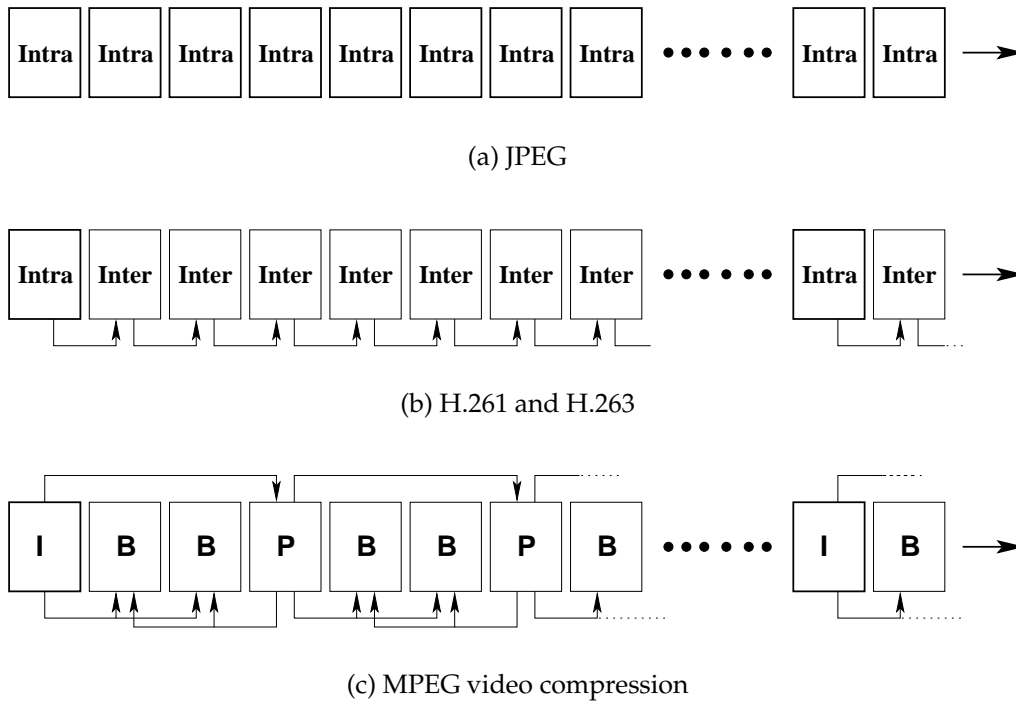 Intra Intra Intra Intra Intra Intra Intra Intra Intra Intra
(a) JPEG
Intra Inter Inter Inter Inter Inter Inter Inter Intra Inter
(b) H.261 and H.263
I B B P B B P B I B
(c) MPEG video compression